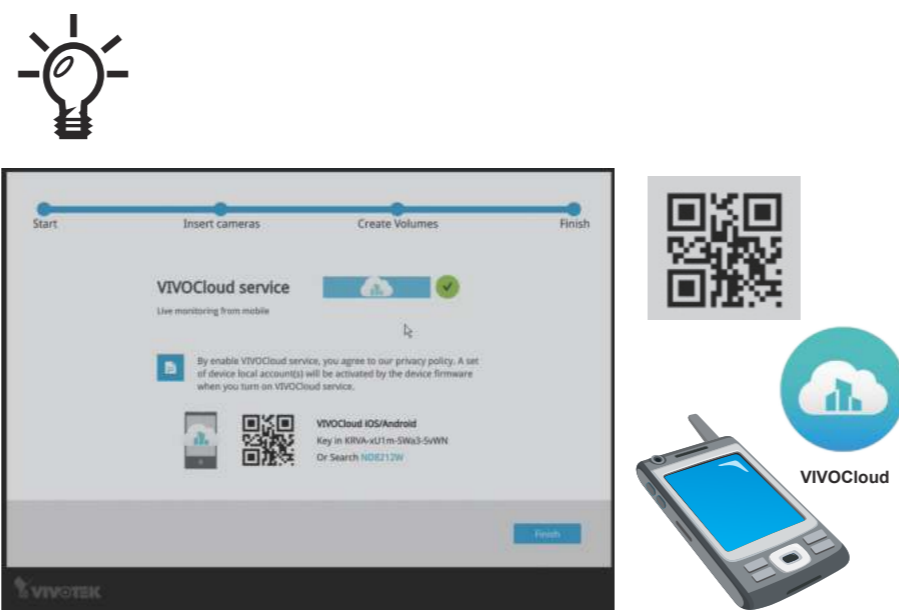 Start
Insert cameras
Create Volumes
Finish
VIVOCloud service
Live monitoring from mobile
By enable VIVOCloud service, you agree to our privacy policy. A set
of device local account(s) will be activated by the device firmware
when you turn on VIVOCloud service.
VIVOCloud iOS/Android
Key in KRVA-xU1m-SWa3-SvWN
Or Search ND8212W
Finish
VIVOTEK
VIVOCloud